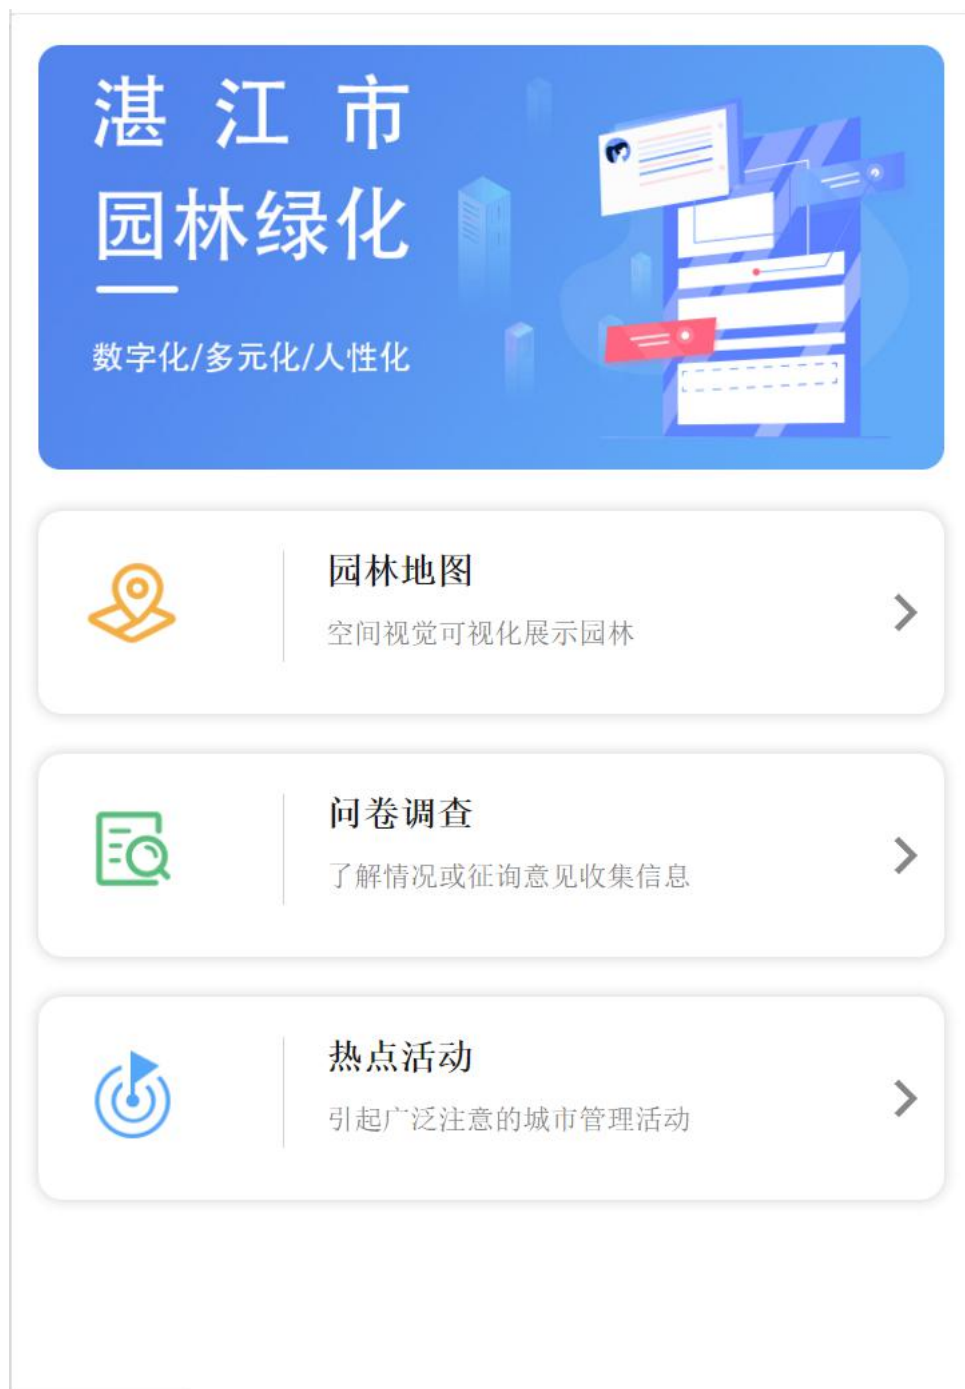 湛江市
园林绿化
数字化/多元化/人性化
园林地图
空间视觉可视化展示园林
问卷调查
了解情况或征询意见收集信息
热点活动
引起广泛注意的城市管理活动